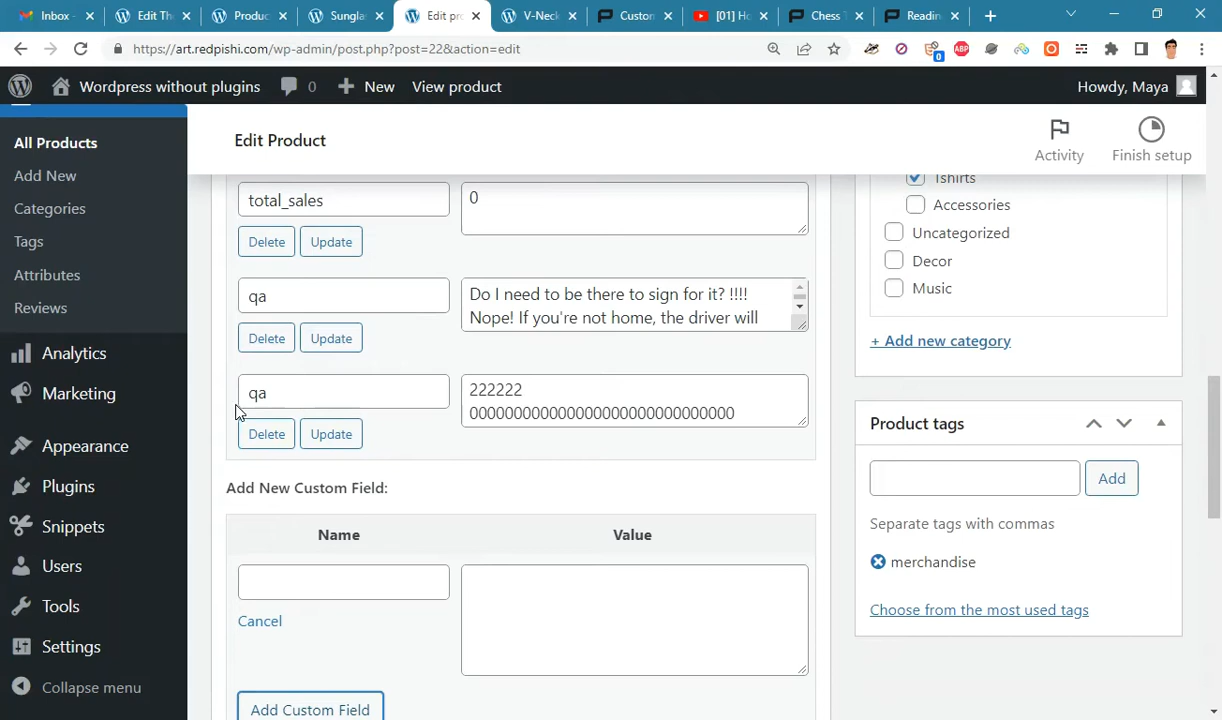 Inbox -
Edit The
Produc
Sungla
Edit pro
V-Neck
Custon
[01] Ho
Chess T
Readin
https://art.redpishi.com/wp-admin/post.php?post=22&action=edit
0
ABP
Wordpress without plugins
0
New
View product
Howdy, Maya
All Products
Add New
Categories
Tags
Attributes
Reviews
Analytics
Marketing
Appearance
Plugins
Snippets
Users
Tools
Settings
Collapse menu
Edit Product
Activity
Finish setup
total_sales
0
Delete
Update
qa
Do I need to be there to sign for it? !!!!
Nope! If you're not home, the driver will
Delete
Update
qa
222222
Delete
Update
Add New Custom Field:
Name
Value
Cancel
Add Custom Field
Tshirts
Accessories
Uncategorized
Decor
Music
+ Add new category
Product tags
Add
Separate tags with commas
merchandise
Choose from the most used tags